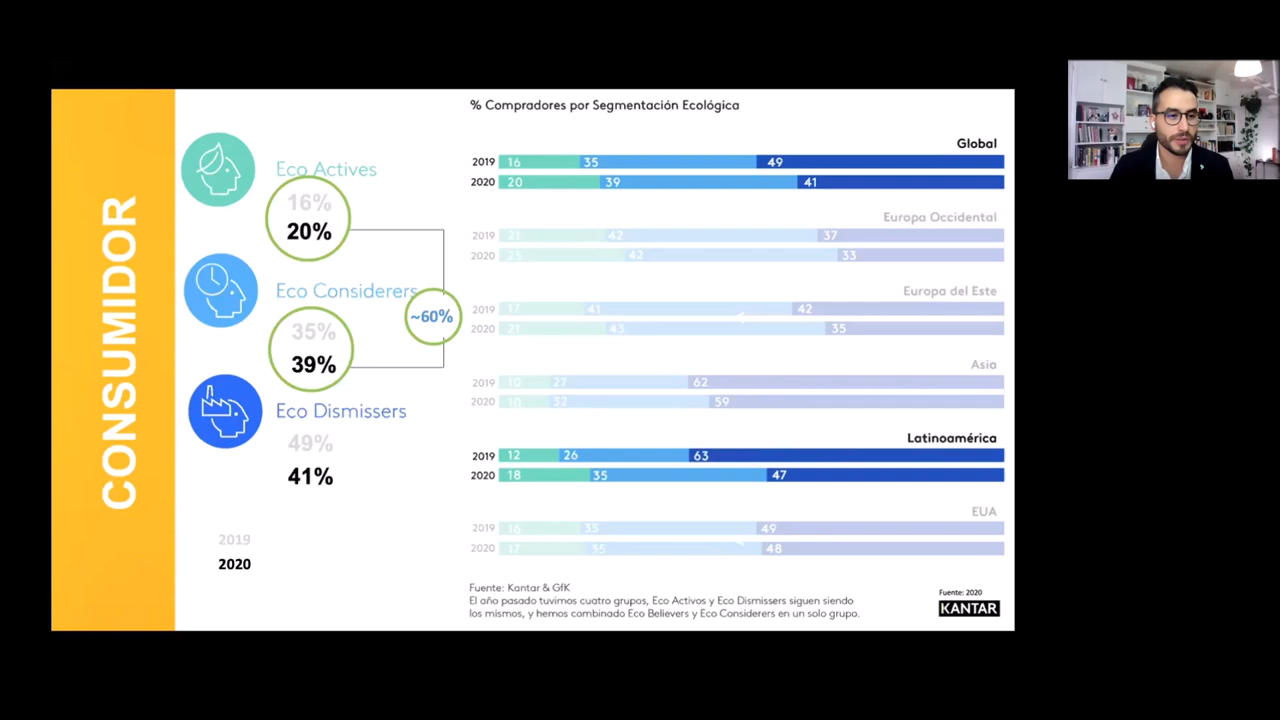 CONSUMIDOR
Eco Actives
16%
20%
Eco Considerers
~60%
35%
39%
Eco Dismissers
49%
41%
2019
2020
% Compradores por Segmentación Ecológica
Global
2019 16 35 49
2020 20 39 41
Europa Occidental
2019 21 42 37
2020 25 42 33
Europa del Este
2019 17 41 42
2020 21 43 35
Asia
2019 10 27 62
2020 10 32 59
Latinoamérica
2019 12 26 63
2020 18 35 47
EUA
2019 16 35 49
2020 17 35 48
Fuente: Kantar & GfK
El año pasado tuvimos cuatro grupos, Eco Activos y Eco Dismissers siguen siendo
los mismos, y hemos combinado Eco Believers y Eco Considerers en un solo grupo.
Fuente: 2020
KANTAR